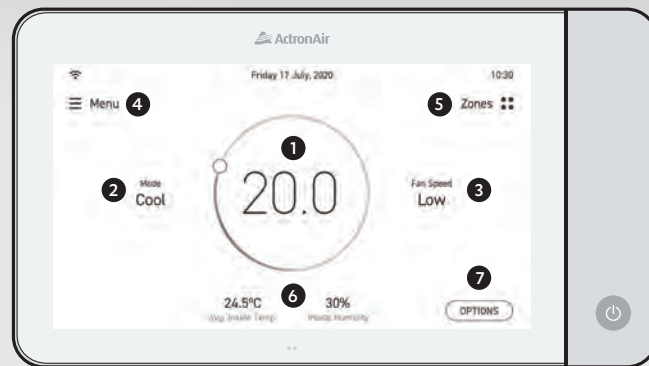 ActronAir
Friday 17 July, 2020
10:30
Menu 4
5 Zones
1
2 Mode
Cool
20.0
Fan Speed
Low 3
24.5°C
Avg. Inside Temp
6
30%
Inside Humidity
7
OPTIONS